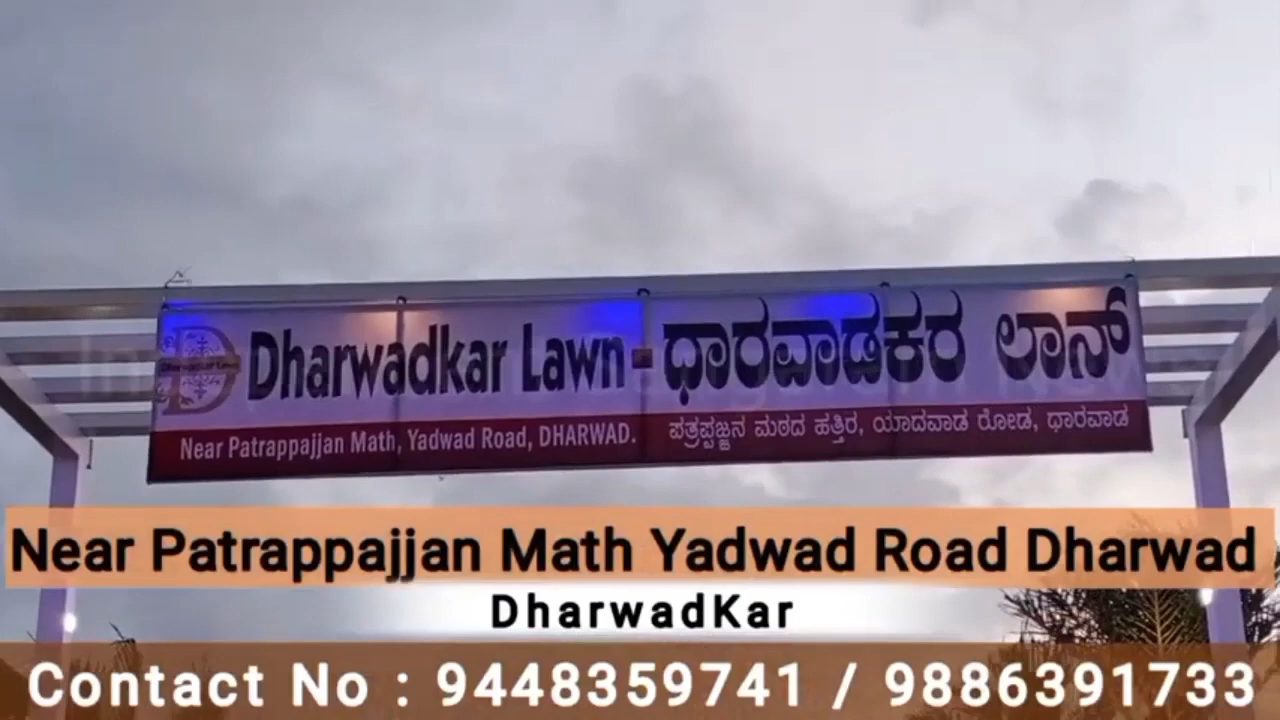 Dharwadkar Lawn - ಧಾರವಾಡಕರ ಲಾನ್
Near Patrappajjan Math, Yadwad Road, DHARWAD. ಪತ್ರಪ್ಪಜ್ಜನ ಮಠದ ಹತ್ತಿರ, ಯಾದವಾಡ ರೋಡ, ಧಾರವಾಡ
Near Patrappajjan Math Yadwad Road Dharwad
DharwadKar
Contact No : 9448359741 / 9886391733